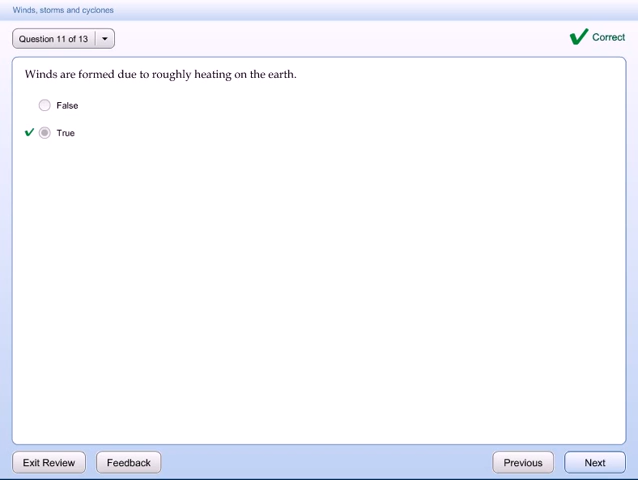 Winds, storms and cyclones
Question 11 of 13
Correct
Winds are formed due to roughly heating on the earth.
False
True
Exit Review
Feedback
Previous
Next